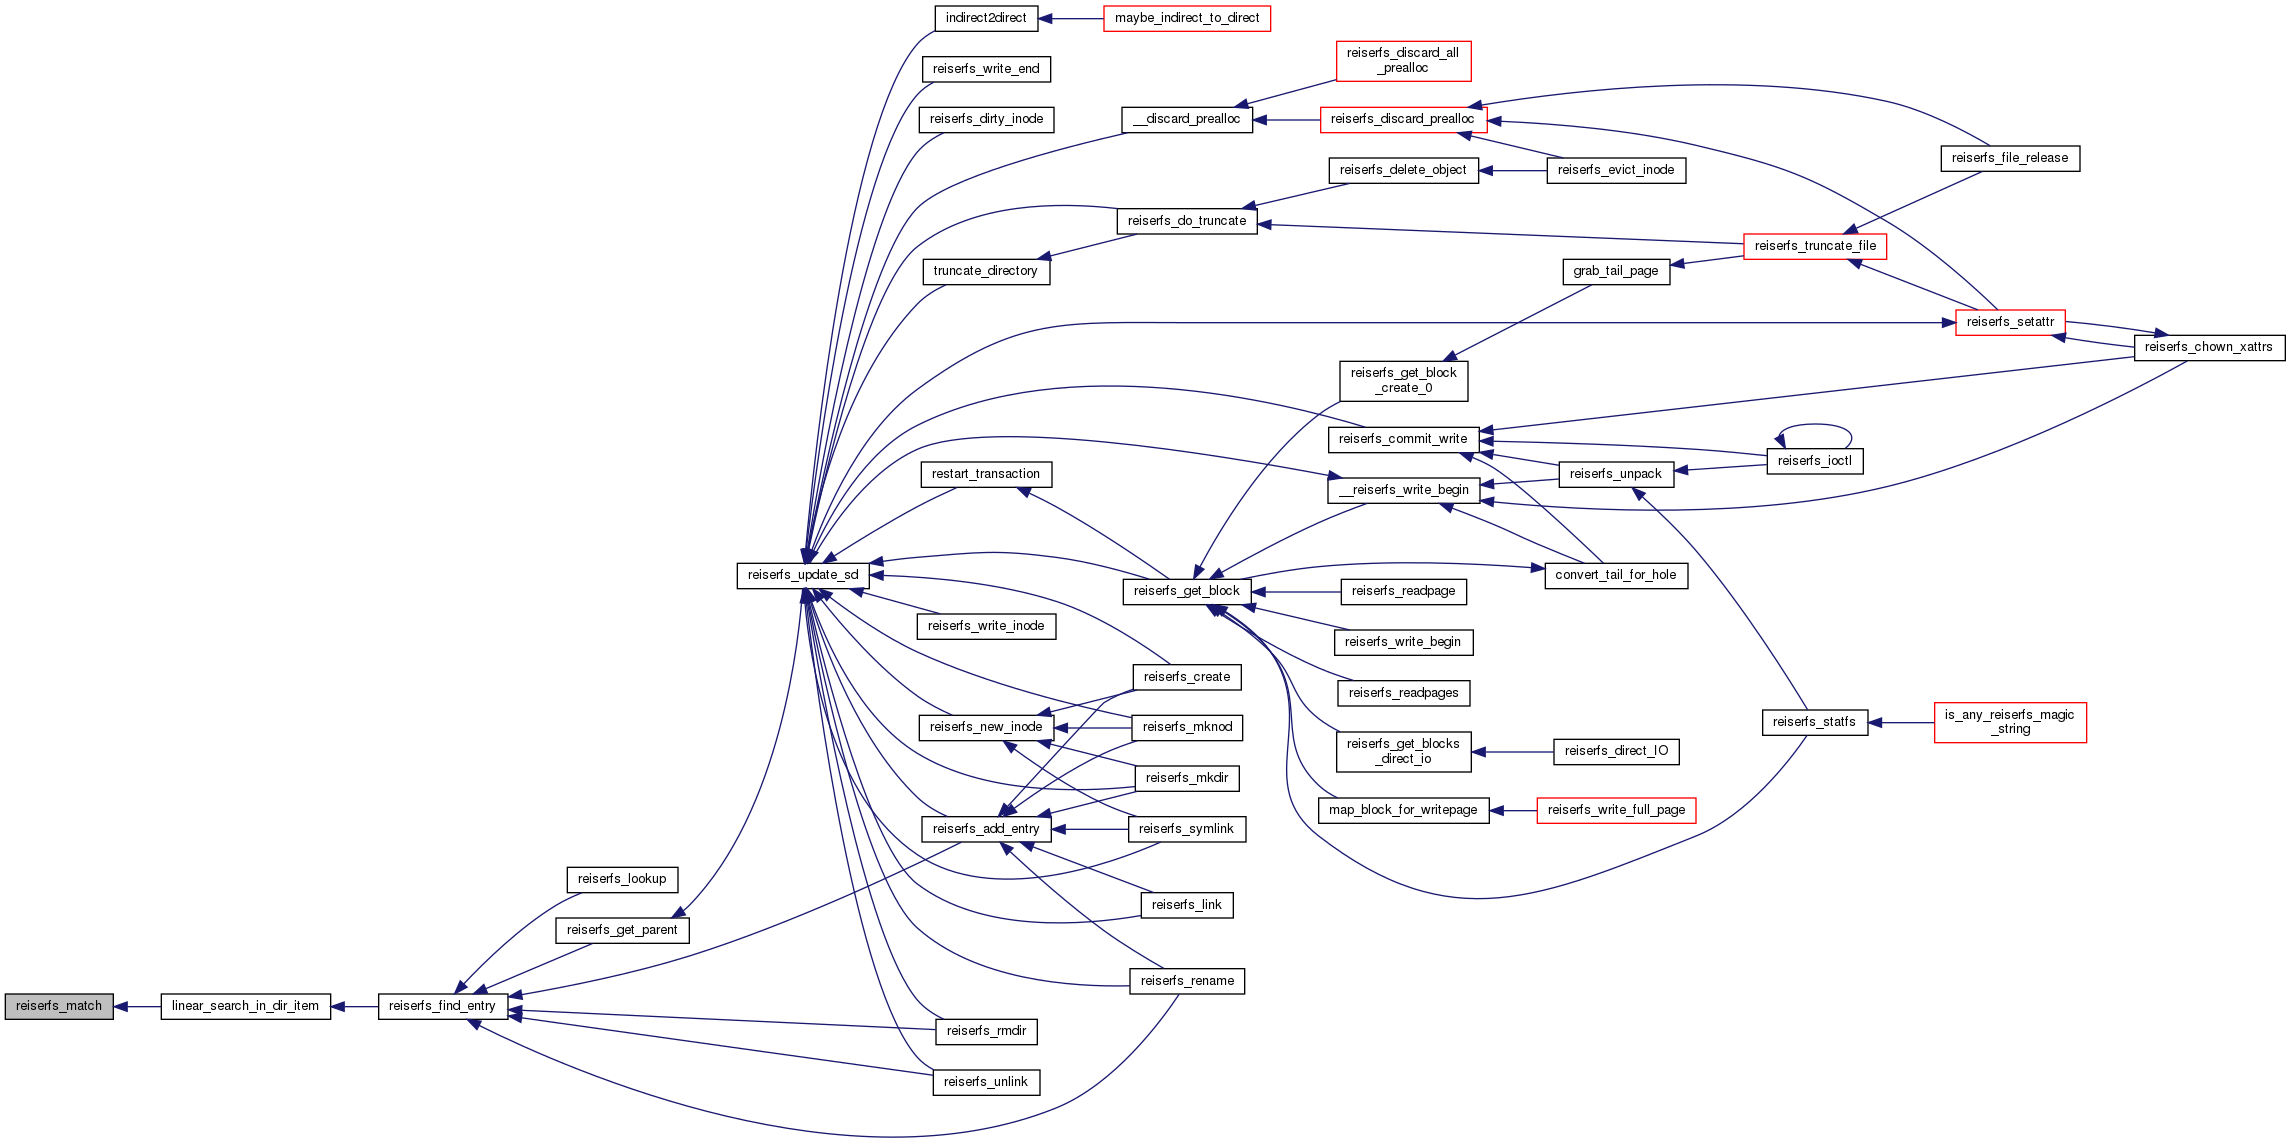 indirect2direct
maybe_indirect_to_direct
reiserfs_discard_all
_prealloc
reiserfs_write_end
reiserfs_dirty_inode
__discard_prealloc
reiserfs_discard_prealloc
reiserfs_file_release
reiserfs_delete_object
reiserfs_evict_inode
reiserfs_do_truncate
reiserfs_truncate_file
truncate_directory
grab_tail_page
reiserfs_setattr
reiserfs_chown_xattrs
reiserfs_get_block
_create_0
reiserfs_commit_write
reiserfs_ioctl
restart_transaction
reiserfs_unpack
__reiserfs_write_begin
reiserfs_update_sd
convert_tail_for_hole
reiserfs_get_block
reiserfs_readpage
reiserfs_write_inode
reiserfs_write_begin
reiserfs_create
reiserfs_readpages
reiserfs_new_inode
reiserfs_mknod
reiserfs_statfs
is_any_reiserfs_magic
_string
reiserfs_get_blocks
_direct_io
reiserfs_direct_IO
reiserfs_mkdir
map_block_for_writepage
reiserfs_write_full_page
reiserfs_add_entry
reiserfs_symlink
reiserfs_lookup
reiserfs_link
reiserfs_get_parent
reiserfs_rename
reiserfs_match
linear_search_in_dir_item
reiserfs_find_entry
reiserfs_rmdir
reiserfs_unlink